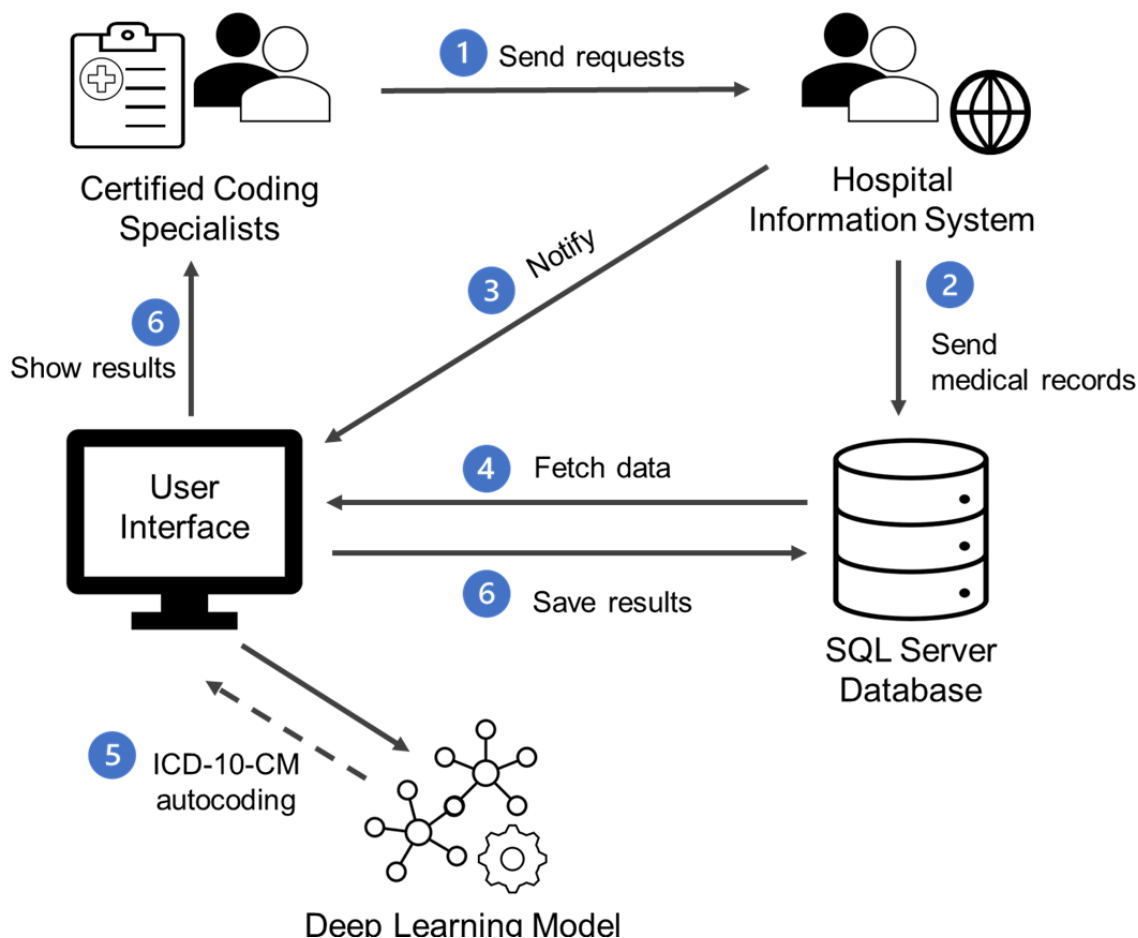 1 Send requests
Certified Coding
Specialists
Hospital
Information System
3 Notify
2
Send
medical records
6
Show results
User
Interface
4 Fetch data
6 Save results
SQL Server
Database
5 ICD-10-CM
autocoding
Deep Learning Model